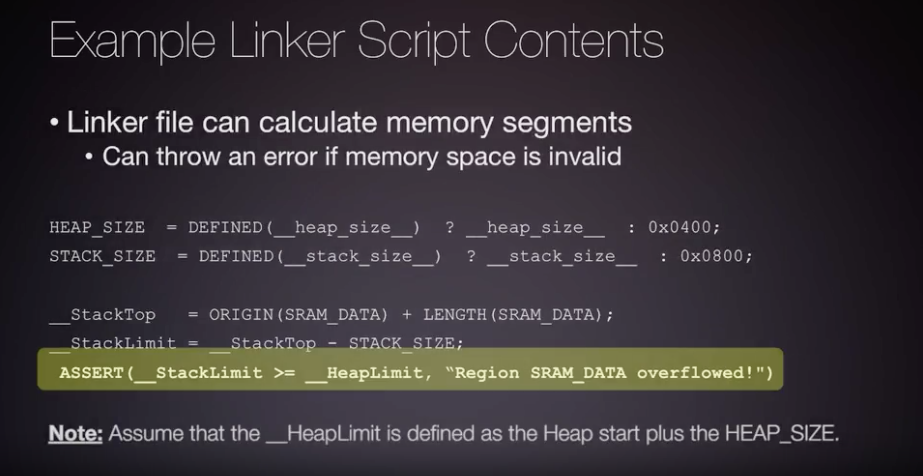 Example Linker Script Contents
• Linker file can calculate memory segments
• Can throw an error if memory space is invalid
HEAP_SIZE = DEFINED(__heap_size__) ? __heap_size__ : 0x0400;
STACK_SIZE = DEFINED(__stack_size__) ? __stack_size__ : 0x0800;
__StackTop = ORIGIN(SRAM_DATA) + LENGTH(SRAM_DATA);
__StackLimit = __StackTop - STACK_SIZE;
ASSERT(__StackLimit >= __HeapLimit, “Region SRAM_DATA overflowed!")
Note: Assume that the __HeapLimit is defined as the Heap start plus the HEAP_SIZE.